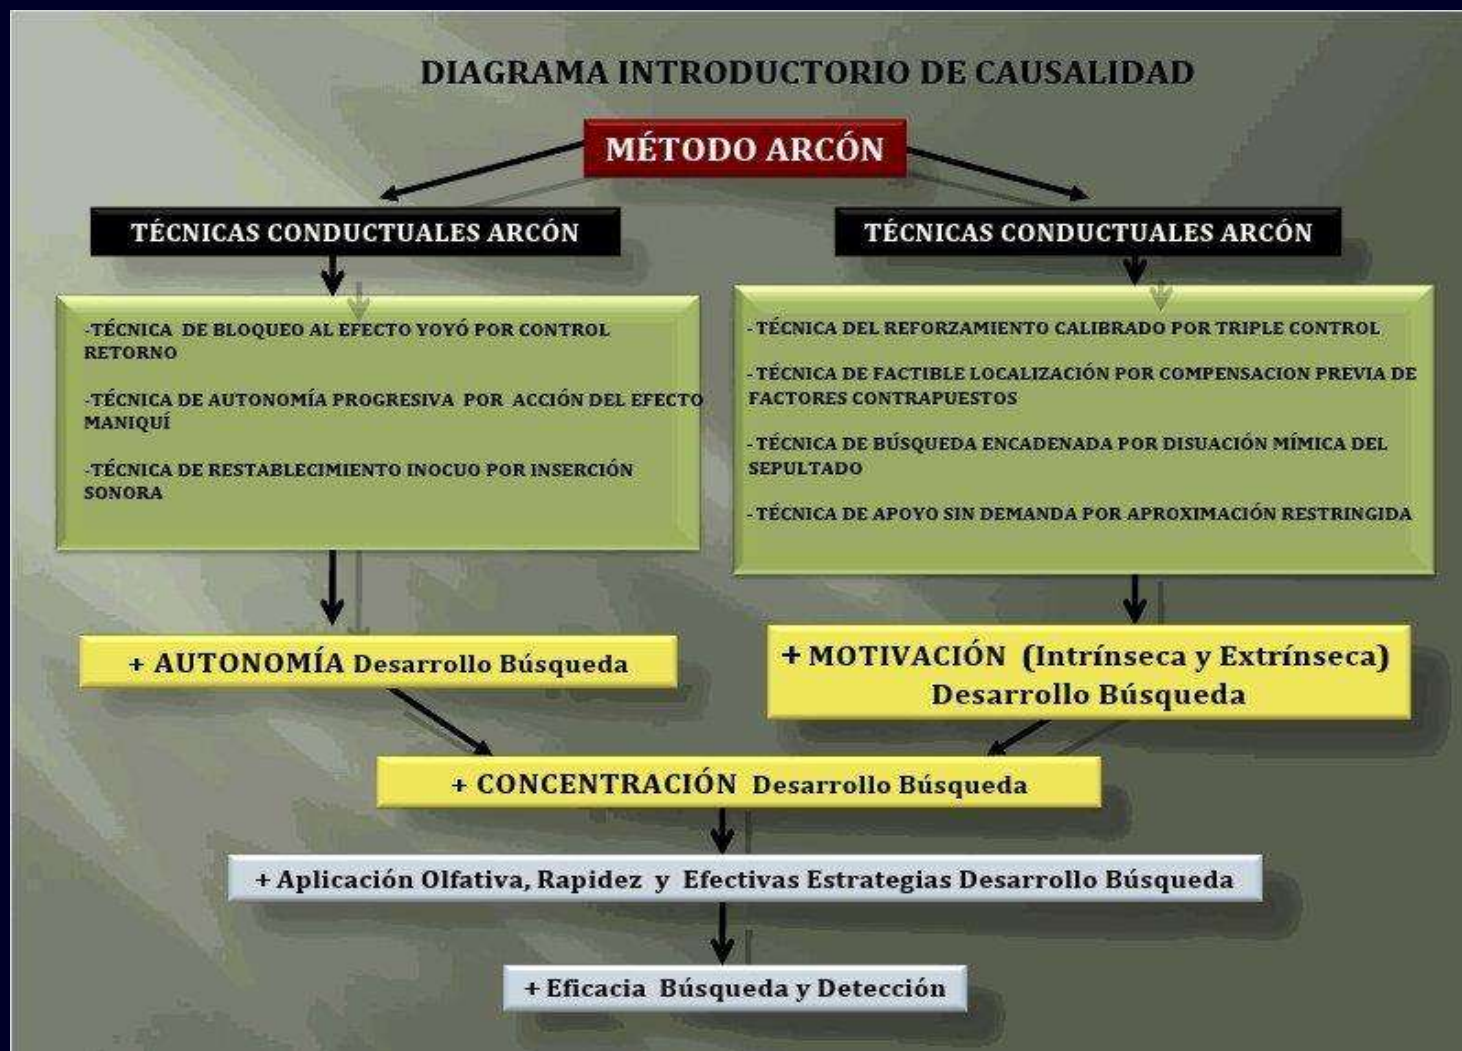 DIAGRAMA INTRODUCTORIO DE CAUSALIDAD
MÉTODO ARCÓN
TÉCNICAS CONDUCTUALES ARCÓN
-TÉCNICA DE BLOQUEO AL EFECTO YOYÓ POR CONTROL
RETORNO
-TÉCNICA DE AUTONOMÍA PROGRESIVA POR ACCIÓN DEL EFECTO
MANIQUÍ
-TÉCNICA DE RESTABLECIMIENTO INOCUO POR INSERCIÓN
SONORA
+ AUTONOMÍA Desarrollo Búsqueda
TÉCNICAS CONDUCTUALES ARCÓN
-TÉCNICA DEL REFORZAMIENTO CALIBRADO POR TRIPLE CONTROL
-TÉCNICA DE FACTIBLE LOCALIZACIÓN POR COMPENSACION PREVIA DE
FACTORES CONTRAPUESTOS
-TÉCNICA DE BÚSQUEDA ENCADENADA POR DISUACIÓN MÍMICA DEL
SEPULTADO
-TÉCNICA DE APOYO SIN DEMANDA POR APROXIMACIÓN RESTRINGIDA
+ MOTIVACIÓN (Intrínseca y Extrínseca)
Desarrollo Búsqueda
+ CONCENTRACIÓN Desarrollo Búsqueda
+ Aplicación Olfativa, Rapidez y Efectivas Estrategias Desarrollo Búsqueda
+ Eficacia Búsqueda y Detección